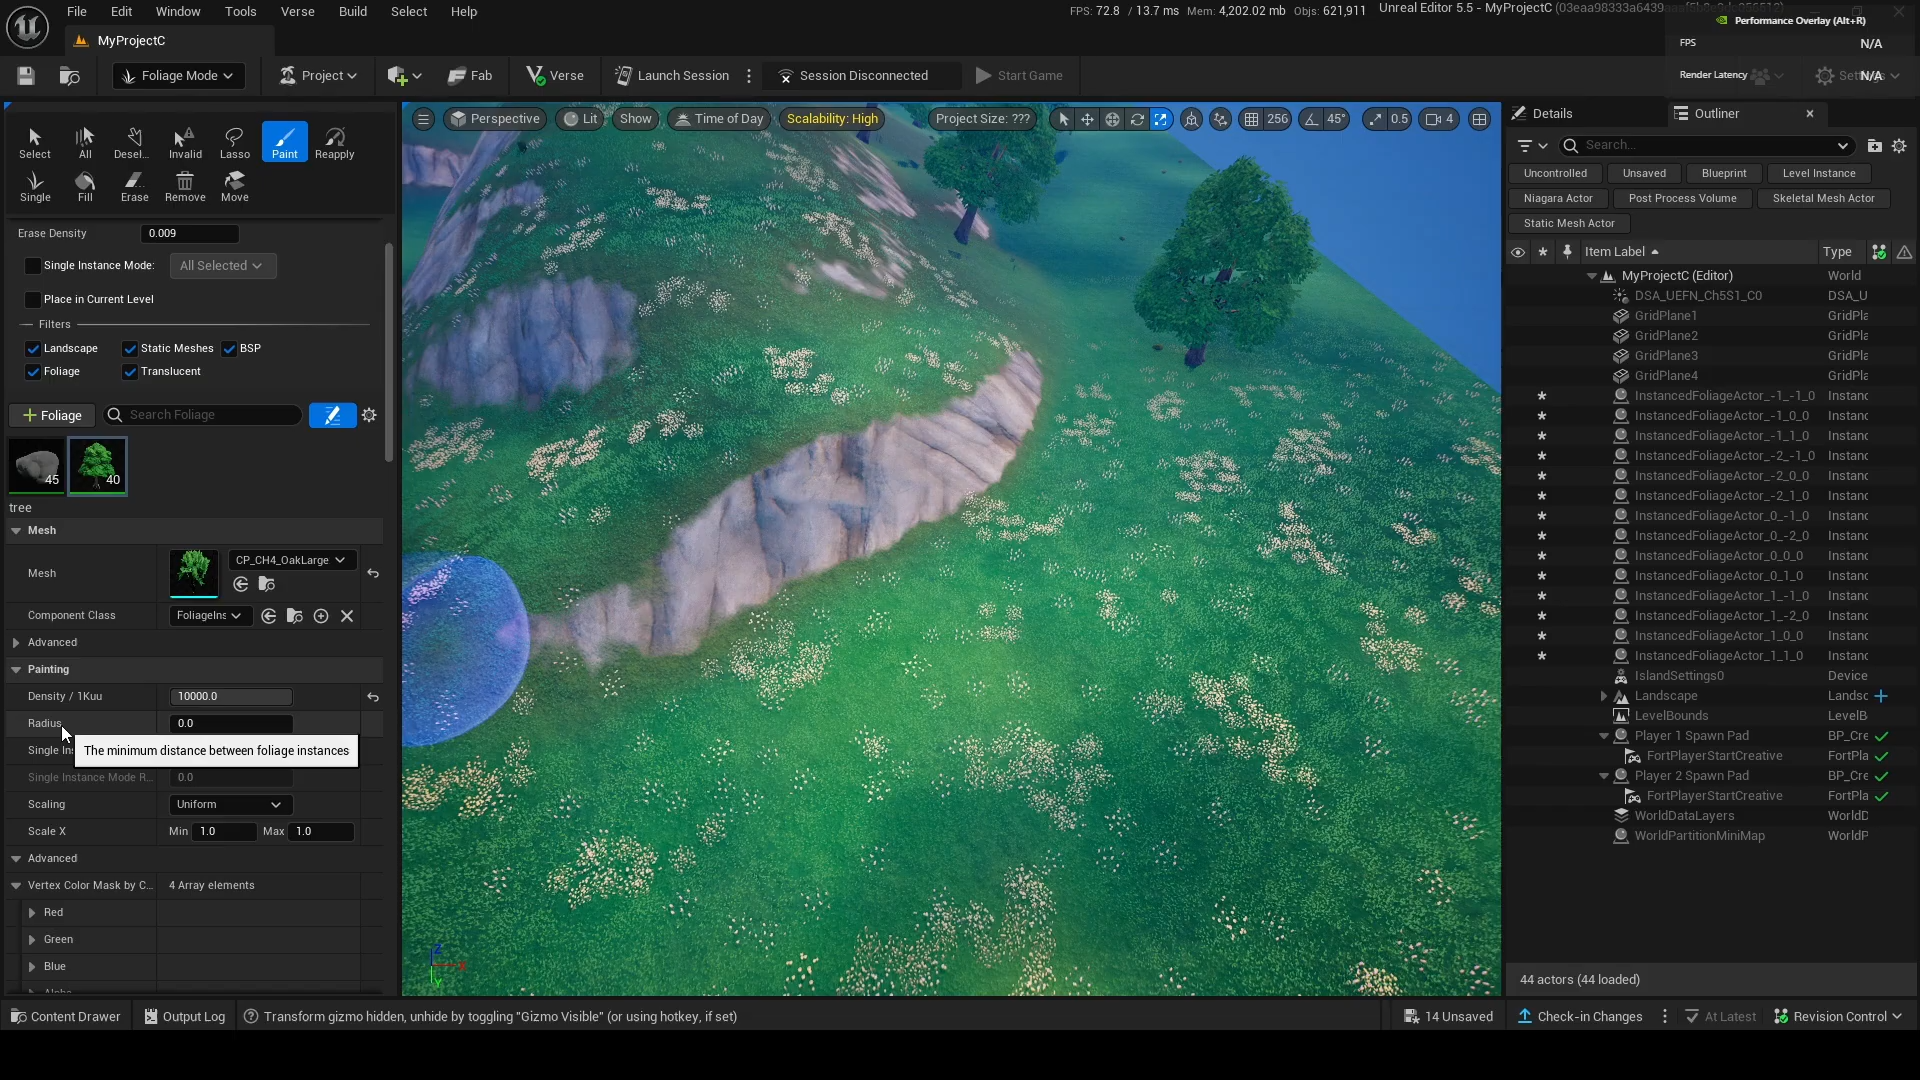 File Edit Window Tools Verse Build Select Help
FPS: 72.8 / 13.7 ms Mem: 4,202.02 mb Objs: 621,911 Unreal Editor 5.5 - MyProjectC
Performance Overlay (Alt+R)
MyProjectC
FPS N/A
Foliage Mode Project Fab Verse Launch Session Session Disconnected Start Game
Render Latency N/A
Perspective Lit Show Time of Day Scalability: High Project Size: ??? 256 45° 0.5 4
Details Outliner
Select All Desel... Invalid Lasso Paint Reapply
Search...
Single Fill Erase Remove Move
Uncontrolled Unsaved Blueprint Level Instance
Niagara Actor Post Process Volume Skeletal Mesh Actor
Static Mesh Actor
Erase Density 0.009
Single Instance Mode: All Selected
Place in Current Level
Filters
Landscape Static Meshes BSP
Foliage Translucent
Foliage Search Foliage
45 40
tree
Mesh
Mesh CP_CH4_OakLarge
Component Class FoliageIns
Advanced
Painting
Density / 1Kuu 10000.0
Radius 0.0
Single Ins
The minimum distance between foliage instances
Single Instance Mode R... 0.0
Scaling Uniform
Scale X Min 1.0 Max 1.0
Advanced
Vertex Color Mask by C... 4 Array elements
Red
Green
Blue
Item Label Type
MyProjectC (Editor) World
DSA_UEFN_Ch5S1_C0 DSA_U
GridPlane1 GridPla
GridPlane2 GridPla
GridPlane3 GridPla
GridPlane4 GridPla
InstancedFoliageActor_-1_-1_0 Instanc
InstancedFoliageActor_-1_0_0 Instanc
InstancedFoliageActor_-1_1_0 Instanc
InstancedFoliageActor_-2_-1_0 Instanc
InstancedFoliageActor_-2_0_0 Instanc
InstancedFoliageActor_-2_1_0 Instanc
InstancedFoliageActor_0_-1_0 Instanc
InstancedFoliageActor_0_-2_0 Instanc
InstancedFoliageActor_0_0_0 Instanc
InstancedFoliageActor_0_1_0 Instanc
InstancedFoliageActor_1_-1_0 Instanc
InstancedFoliageActor_1_-2_0 Instanc
InstancedFoliageActor_1_0_0 Instanc
InstancedFoliageActor_1_1_0 Instanc
IslandSettings0 Device
Landscape Landsc
LevelBounds LevelB
Player 1 Spawn Pad BP_Cre
FortPlayerStartCreative FortPla
Player 2 Spawn Pad BP_Cre
FortPlayerStartCreative FortPla
WorldDataLayers WorldD
WorldPartitionMiniMap WorldP
44 actors (44 loaded)
Z X Y
Content Drawer Output Log Transform gizmo hidden, unhide by toggling "Gizmo Visible" (or using hotkey, if set) 14 Unsaved Check-in Changes At Latest Revision Control